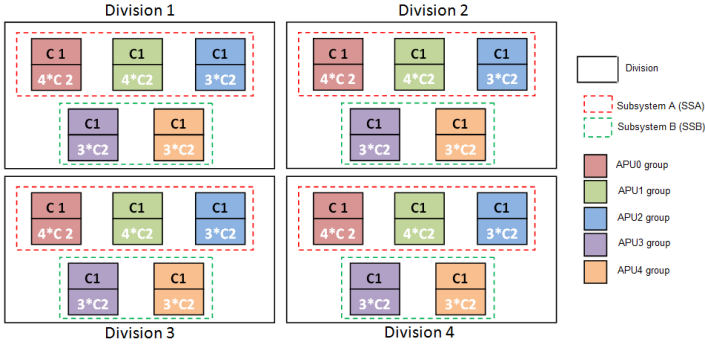 Division 1
Division 2
C 1 C1 C1
4*C 2 4*C2 3*C2
C1 C1
3*C2 3*C2
C 1 C1 C1
4*C 2 4*C2 3*C2
C1 C1
3*C2 3*C2
C 1 C1 C1
4*C 2 4*C2 3*C2
C1 C1
3*C2 3*C2
C 1 C1 C1
4*C 2 4*C2 3*C2
C1 C1
3*C2 3*C2
Division 3
Division 4
Division
Subsystem A (SSA)
Subsystem B (SSB)
APU0 group
APU1 group
APU2 group
APU3 group
APU4 group